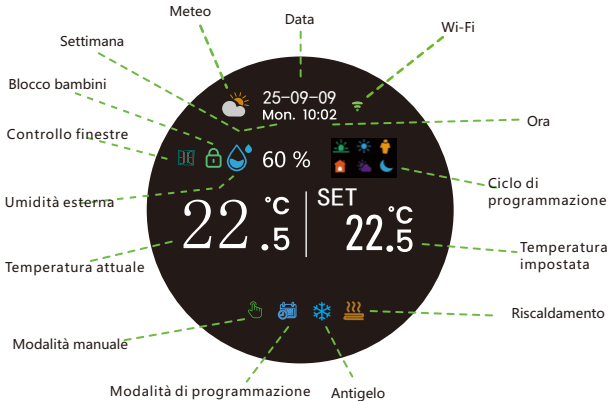 Meteo
Data
Wi-Fi
Settimana
Blocco bambini
25-09-09
Mon. 10:02
Ora
Controllo finestre
60 %
Ciclo di
programmazione
Umidità esterna
22.5 °C
SET
22.5 °C
Temperatura attuale
Temperatura
impostata
Riscaldamento
Modalità manuale
Modalità di programmazione
Antigelo